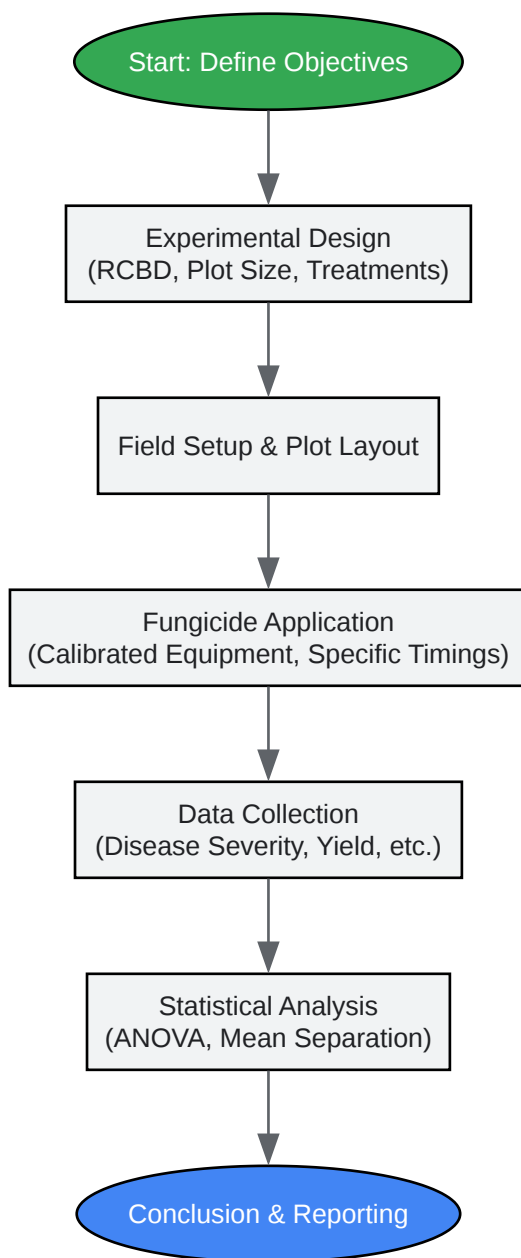 Start: Define Objectives
Experimental Design
(RCBD, Plot Size, Treatments)
Field Setup & Plot Layout
Fungicide Application
(Calibrated Equipment, Specific Timings)
Data Collection
(Disease Severity, Yield, etc.)
Statistical Analysis
(ANOVA, Mean Separation)
Conclusion & Reporting